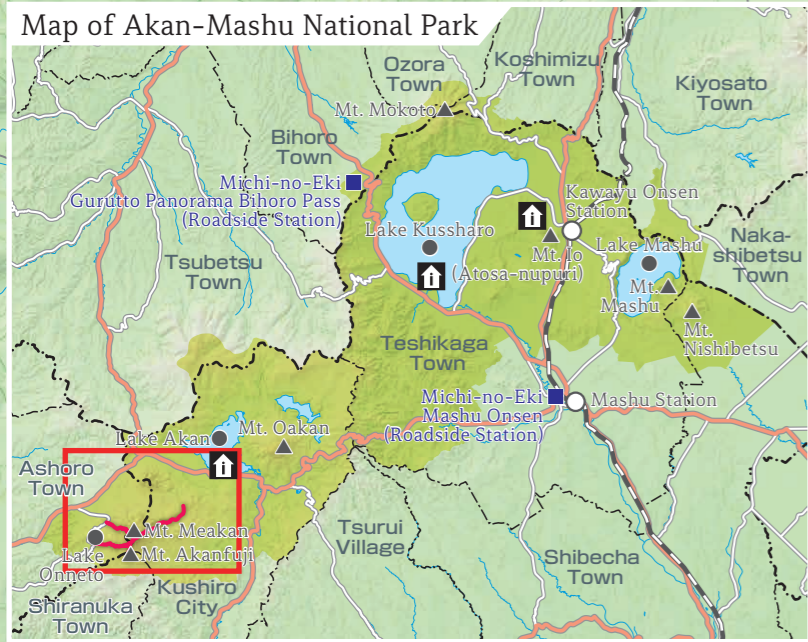 Map of Akan-Mashu National Park
Ozora
Town
Koshimizu
Town
Kiyosato
Town
Mt. Mokoto
Bihoro
Town
Michi-no-Eki
Gurutto Panorama Bihoro Pass
(Roadside Station)
Kawayu Onsen
Station
Lake Kussharo
Mt. Io
(Atosa-nupuri)
Lake Mashu
Naka-
shibetsu
Town
Mt.
Mashu
Mt.
Nishibetsu
Tsubetsu
Town
Teshikaga
Town
Michi-no-Eki
Mashu Onsen
(Roadside Station)
Mashu Station
Lake Akan
Mt. Oakan
Ashoro
Town
Mt. Meakan
Mt. Akanfuji
Lake
Onneto
Tsurui
Village
Shibecha
Town
Kushiro
City
Shiranuka
Town